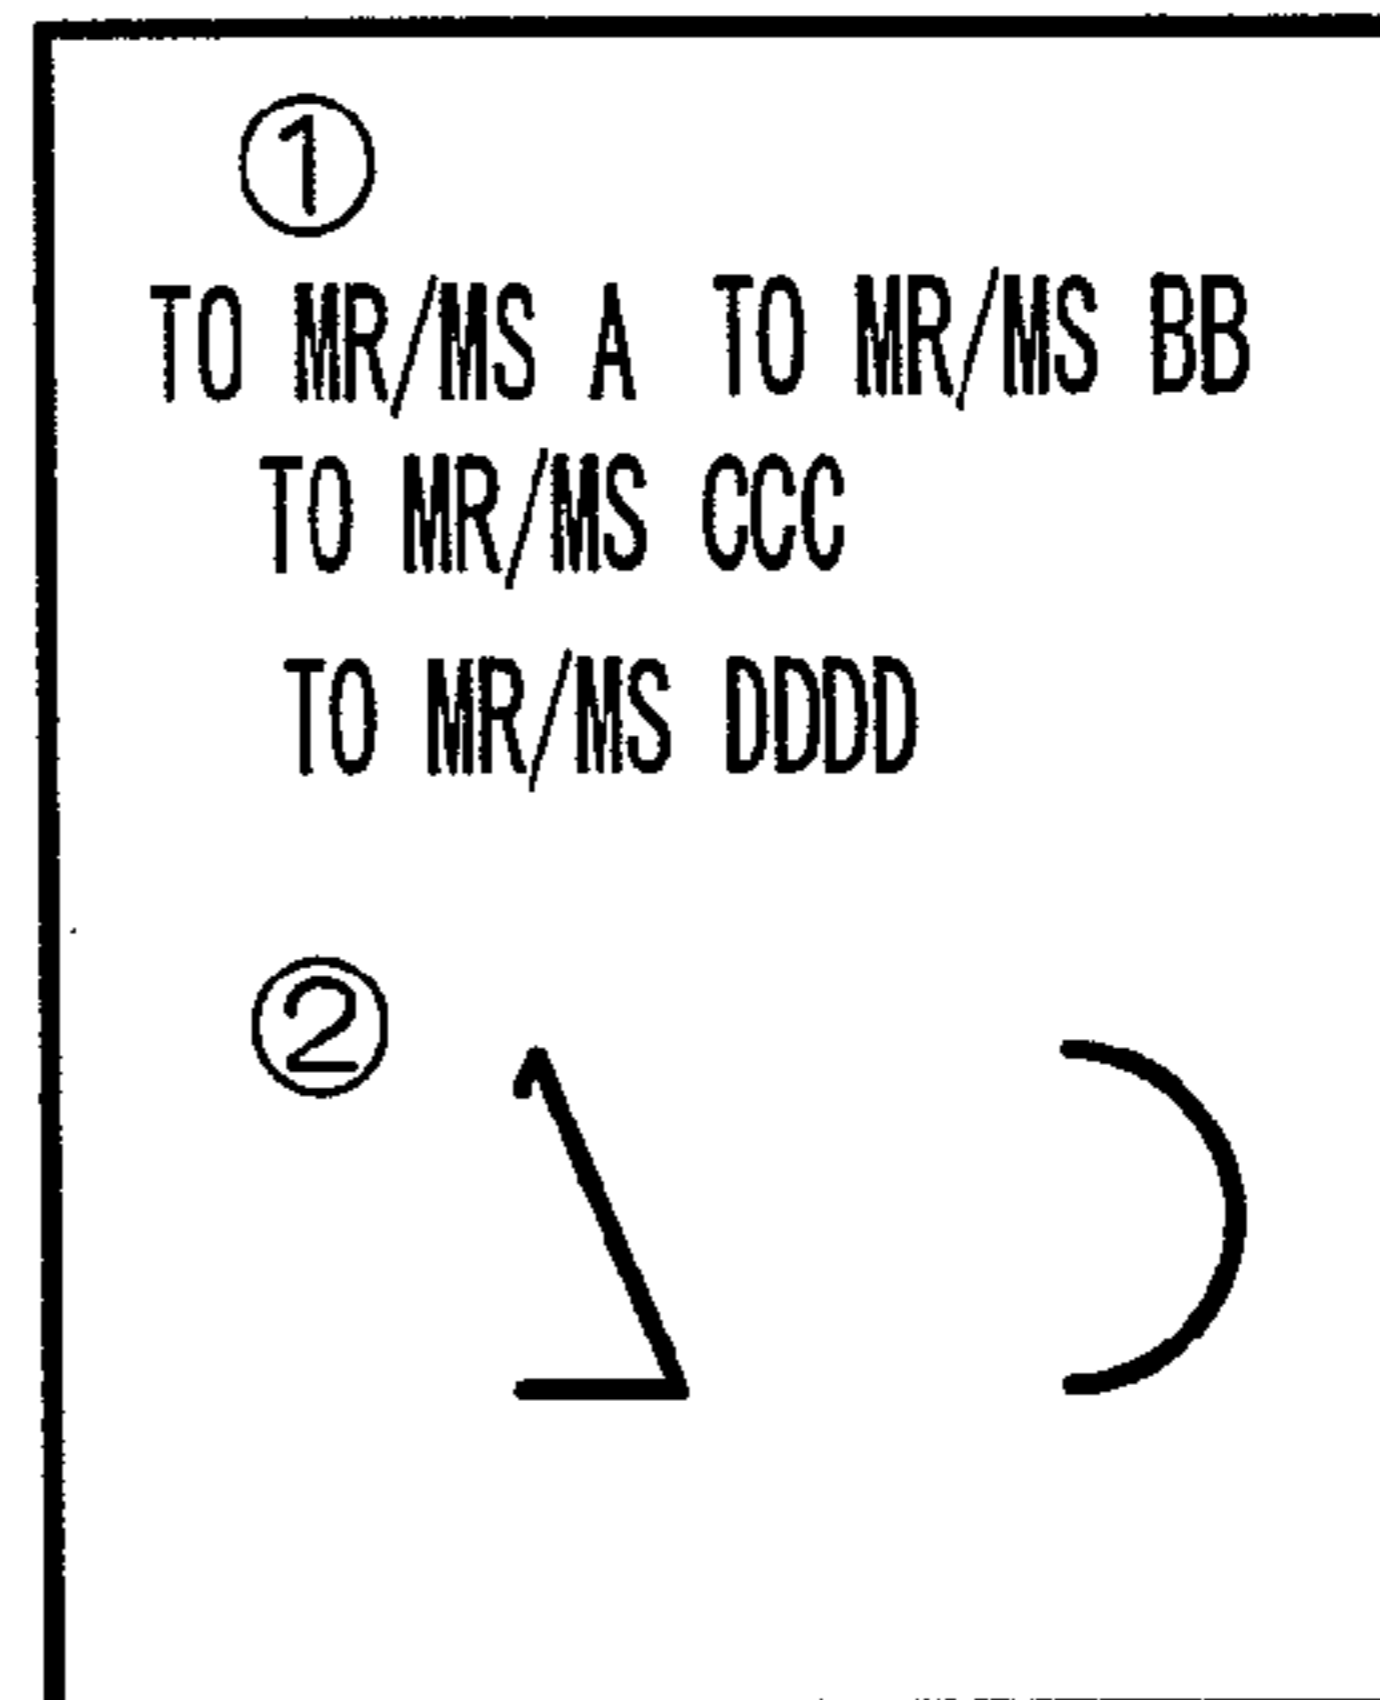 ①
TO MR/MS A TO MR/MS BB
TO MR/MS CCC
TO MR/MS DDDD
②